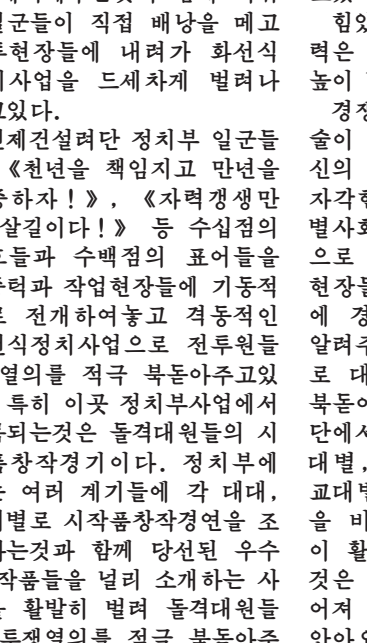 일군들이 직접 배낭을 메고
투현장들에 내려가 화선식
치사업을 드세차게 벌려나
고있다.
건제건설려단 정치부 일군들
《천년을 책임지고 만년을
증하자!》, 《자력갱생만
살길이다!》 등 수십점의
호들과 수백점의 표어들을
추럭과 작업현장들에 기동적
로 전개하여놓고 격동적인
선식정치사업으로 전투원들
열의를 적극 북돋아주고있
특히 이곳 정치부사업에서
목되는것은 돌격대원들의 시
품창작경기이다. 정치부에
는 여러 계기들에 각 대대,
대별로 시작품창작경연을 조
하는것과 함께 당선된 우수
작품들을 널리 소개하는 사
을 활발히 벌려 돌격대원들
투쟁열의를 적극 북돋아주
힘있
력은
높이
경쟁
술이
신의
자각한
별사회
으로
현장들
에 경
알려주
로 대
북돋아
단에서
대별,
교대별
을 비
이 활
것은
어져